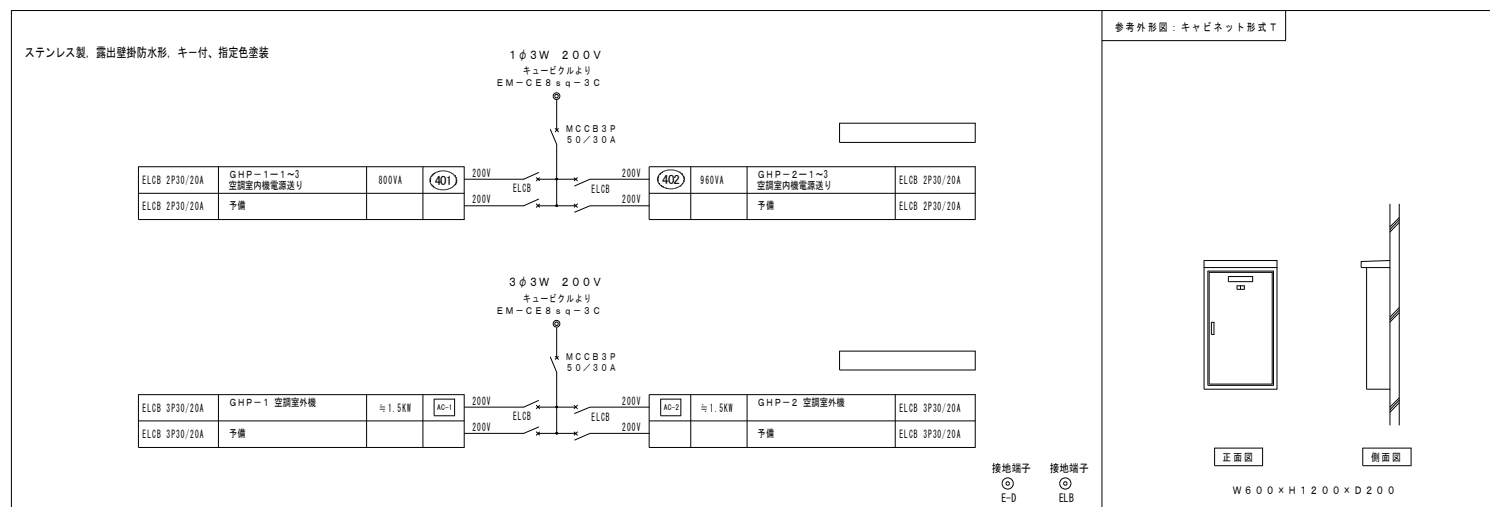 ステンレス製, 露出壁掛防水形, キー付、指定色塗装
1φ3W 200V
キュービクルより
EM-CE8sq-3C
MCCB3P
50/30A
ELCB 2P30/20A
GHP-1-1~3
空調室内機電源送り
800VA
401
200V
ELCB
ELCB
200V
402
960VA
GHP-2-1~3
空調室内機電源送り
ELCB 2P30/20A
ELCB 2P30/20A
予備
200V
200V
予備
ELCB 2P30/20A
3φ3W 200V
キュービクルより
EM-CE8sq-3C
MCCB3P
50/30A
ELCB 3P30/20A
GHP-1 空調室外機
≒1.5KW
AC-1
200V
ELCB
ELCB
200V
AC-2
≒1.5KW
GHP-2 空調室外機
ELCB 3P30/20A
ELCB 3P30/20A
予備
200V
200V
予備
ELCB 3P30/20A
接地端子
E-D
接地端子
ELB
参考外形図：キャビネット形式T
正面図
側面図
W600×H1200×D200